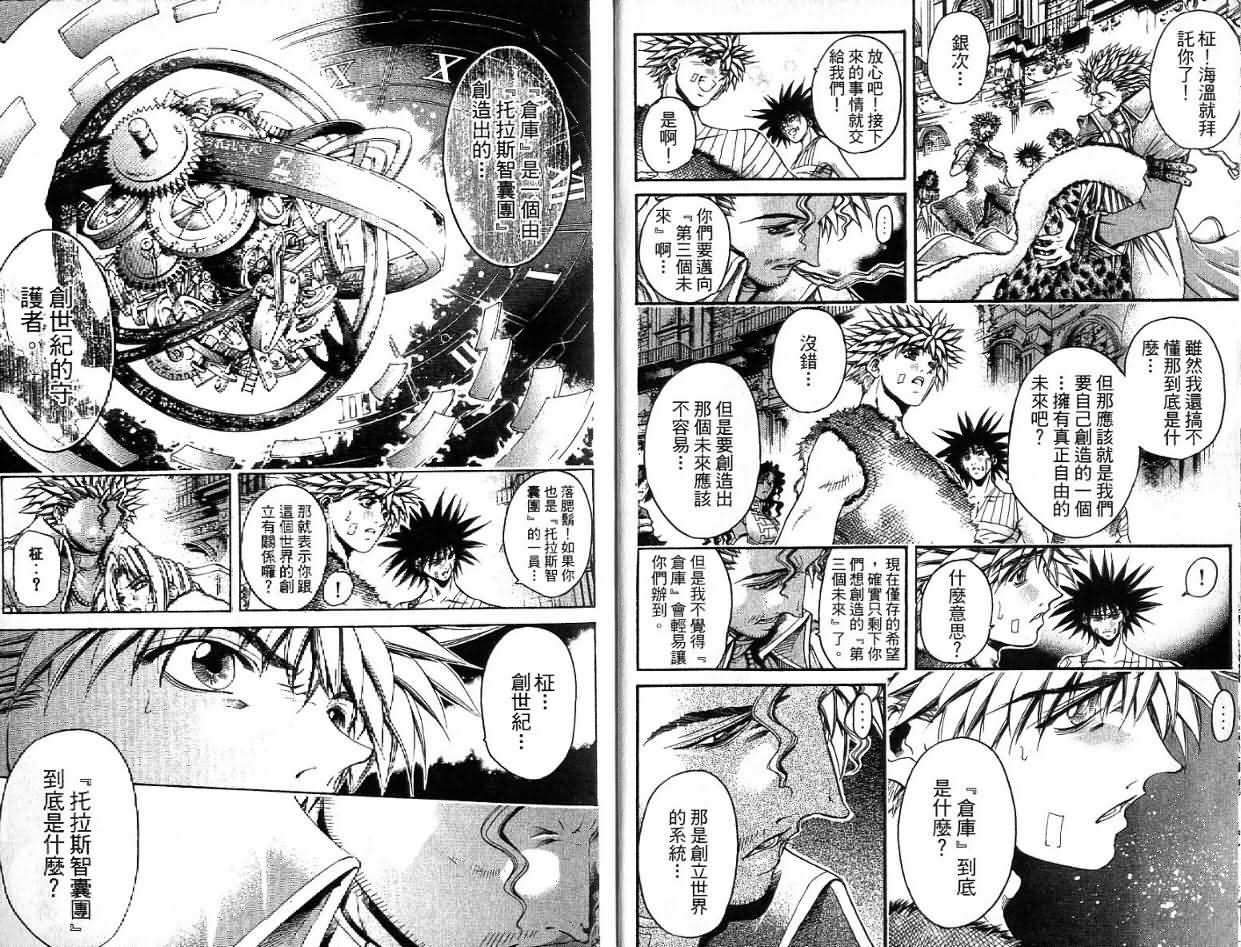 柾！海溫就拜
託你了！
銀次…
放心吧！接下
來的事情就交
給我們！
是啊！
…
你們要邁向
『第三個未
來』啊…
雖然我還搞不
懂那到底是什
麼…
但那應該就是我們
要自己創造的一個
…擁有真正自由的
未來吧？
沒錯…
但是要創造出
那個未來應該
不容易…
！
什麼意思？
現在僅存的希望
，確實只剩下你
們想創造的『第
三個未來』了。
但是我不覺得『
倉庫』會輕易讓
你們辦到。
…
『倉庫』到底
是什麼？
…
那是創立世界
的系統…
『倉庫』是一個由
『托拉斯智囊團』
創造出的…
創世紀的守
護者。
X
X
VII
I
II
III
落腮鬍！如果你
也是『托拉斯智
囊團』的一員…
！
那就表示你跟
這個世界的創
立有關係囉？
柾…？
柾…
創世紀…
『托拉斯智囊團』
到底是什麼？